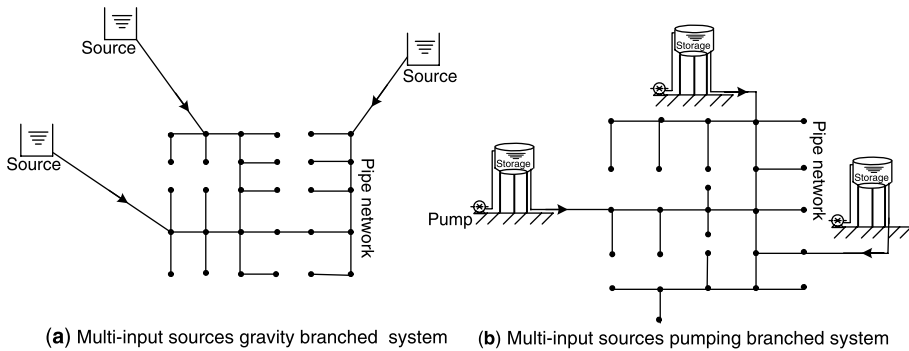 Source
Source
Source
Pipe network
(a) Multi-input sources gravity branched system
Storage
Storage
Storage
Pump
Pipe network
(b) Multi-input sources pumping branched system